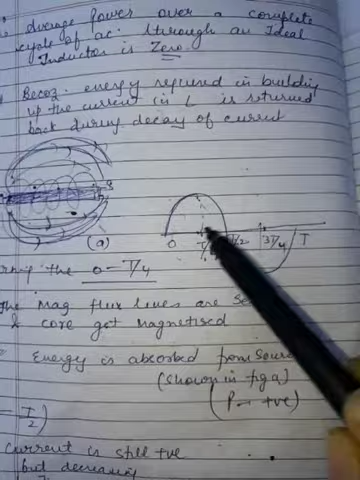 Average power over a complete
cycle of ac through an Ideal
Inductor is Zero.
Becoz. energy required in building
up the current in L is returned
back during decay of current
(a)
O T/4 T/2 3T/4 T
the 0 - T/4
The mag flux lines are
& core get magnetised
Energy is absorbed from source
(shown in fig a)
(P → +ve)
- T/2)
current is still +ve
but decreasing